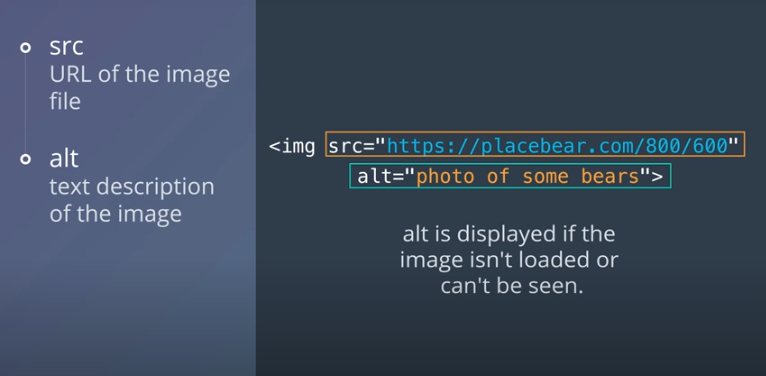 src
URL of the image
file
alt
text description
of the image
<img src="https://placebear.com/800/600"
alt="photo of some bears">
alt is displayed if the
image isn't loaded or
can't be seen.